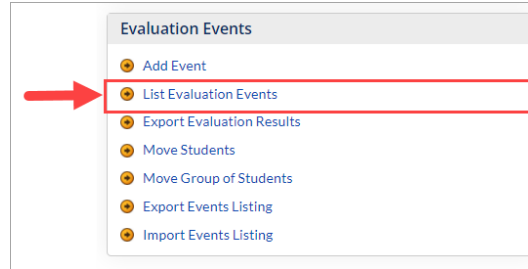 Evaluation Events
Add Event
List Evaluation Events
Export Evaluation Results
Move Students
Move Group of Students
Export Events Listing
Import Events Listing